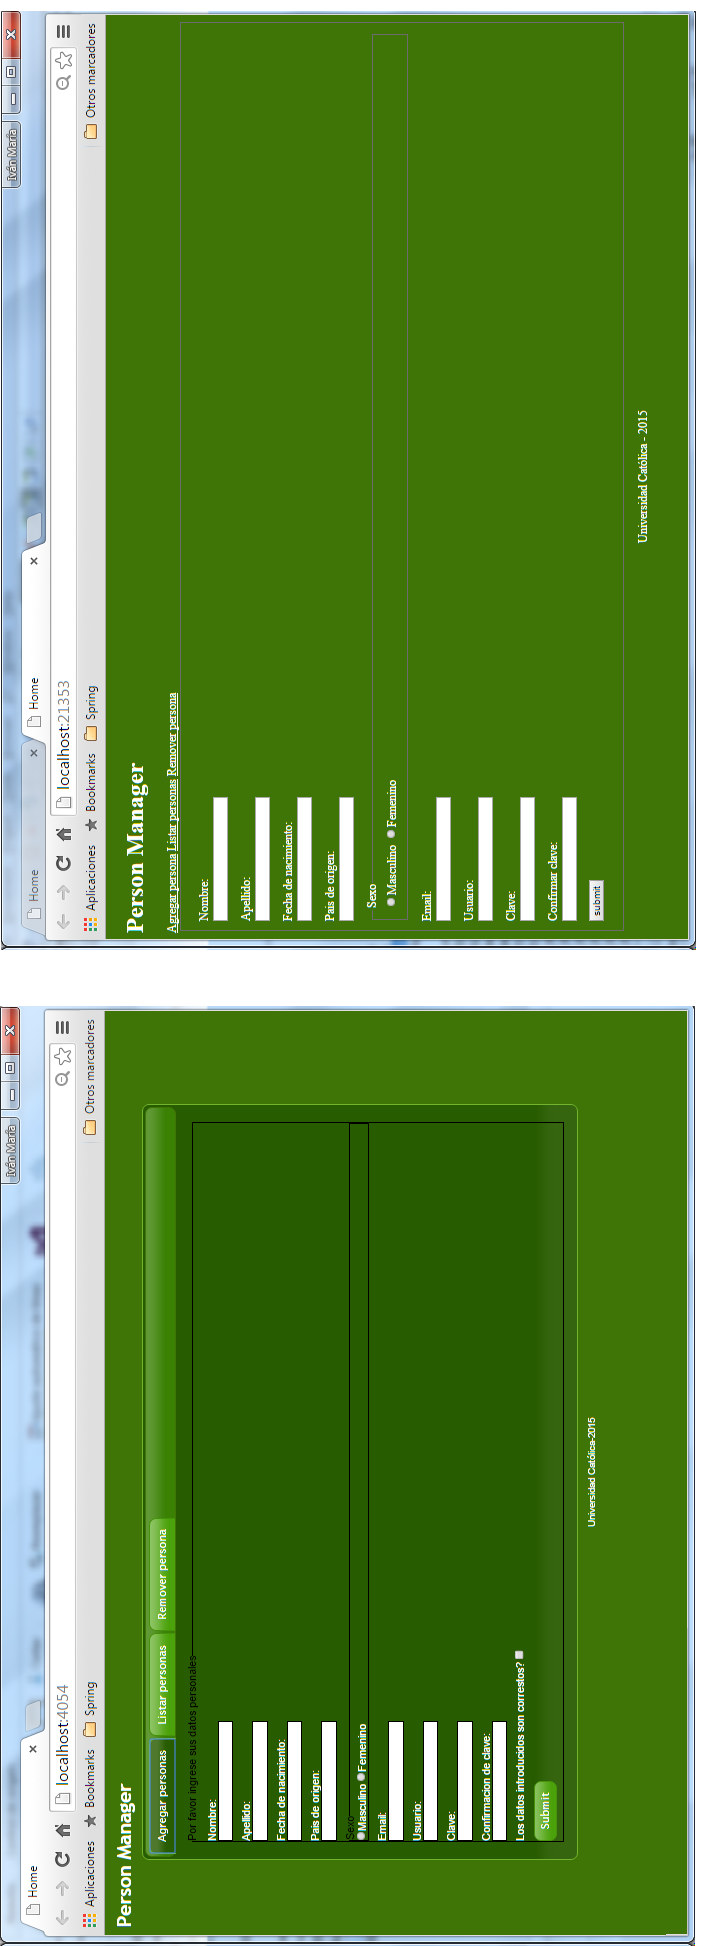 Iván María
Home
Home
localhost:21353
Aplicaciones
Bookmarks
Spring
Otros marcadores
Person Manager
Agregar persona Listar personas Remover persona
Nombre:
Apellido:
Fecha de nacimiento:
Pais de origen:
Sexo
Masculino Femenino
Email:
Usuario:
Clave:
Confirmar clave:
submit
Universidad Católica - 2015
Iván María
Home
localhost:4054
Aplicaciones
Bookmarks
Spring
Otros marcadores
Person Manager
Agregar personas Listar personas Remover persona
Por favor ingrese sus datos personales
Nombre:
Apellido:
Fecha de nacimiento:
Pais de origen:
Sexo
Masculino Femenino
Email:
Usuario:
Clave:
Confirmacion de clave:
Los datos introducidos son correstos?
Submit
Universidad Católica-2015